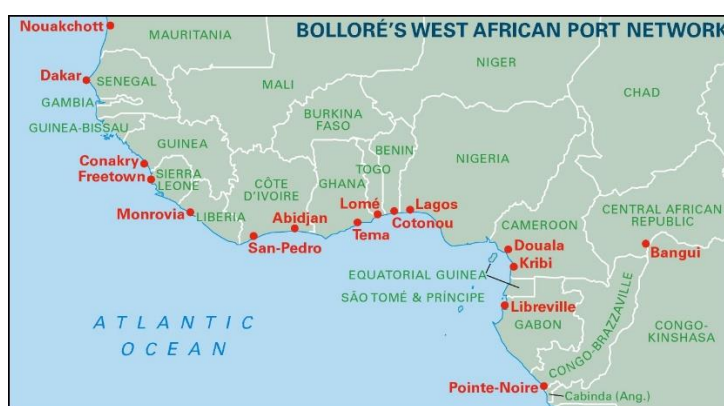 BOLLORÉ'S WEST AFRICAN PORT NETWORK
Nouakchott
MAURITANIA
NIGER
Dakar
SENEGAL
MALI
CHAD
GAMBIA
BURKINA
FASO
GUINEA-BISSAU
GUINEA
BENIN
NIGERIA
Conakry
TOGO
Freetown
SIERRA
LEONE
CÔTE
D'IVOIRE
GHANA
Lomé
Lagos
CENTRAL AFRICAN
REPUBLIC
Monrovia
LIBERIA
Abidjan
Cotonou
CAMEROON
San-Pedro
Tema
Douala
Bangui
Kribi
EQUATORIAL GUINEA
SÃO TOMÉ & PRÍNCIPE
Libreville
GABON
CONGO-BRAZZAVILLE
CONGO-
KINSHASA
ATLANTIC
OCEAN
Pointe-Noire
Cabinda (Ang.)